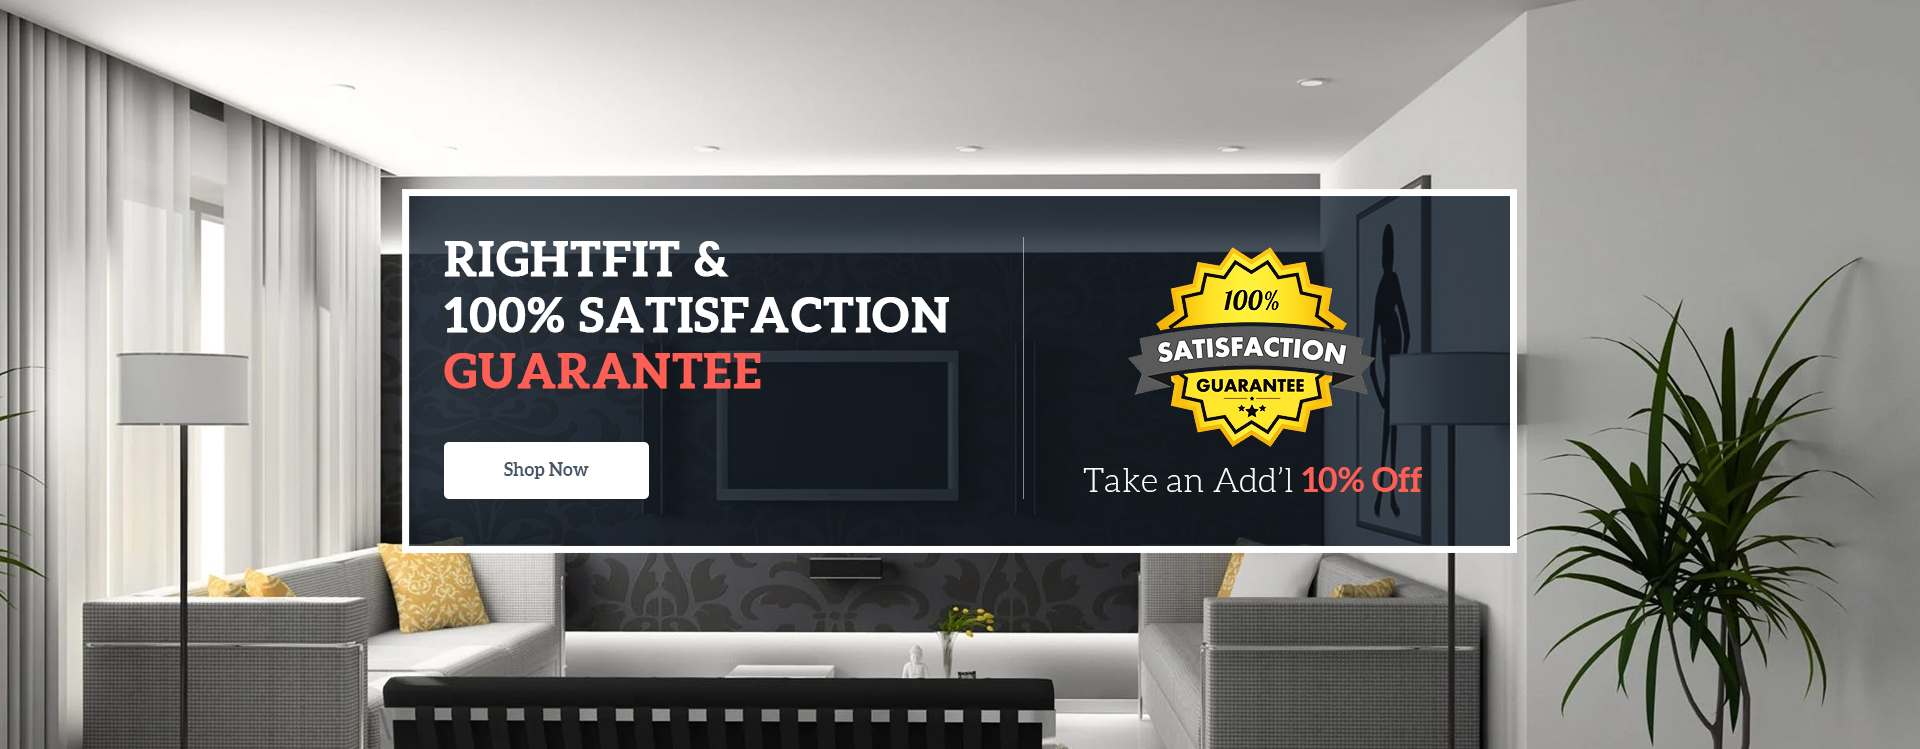 RIGHTFIT &
100% SATISFACTION
GUARANTEE
Shop Now
100%
SATISFACTION
GUARANTEE
Take an Add’l 10% Off